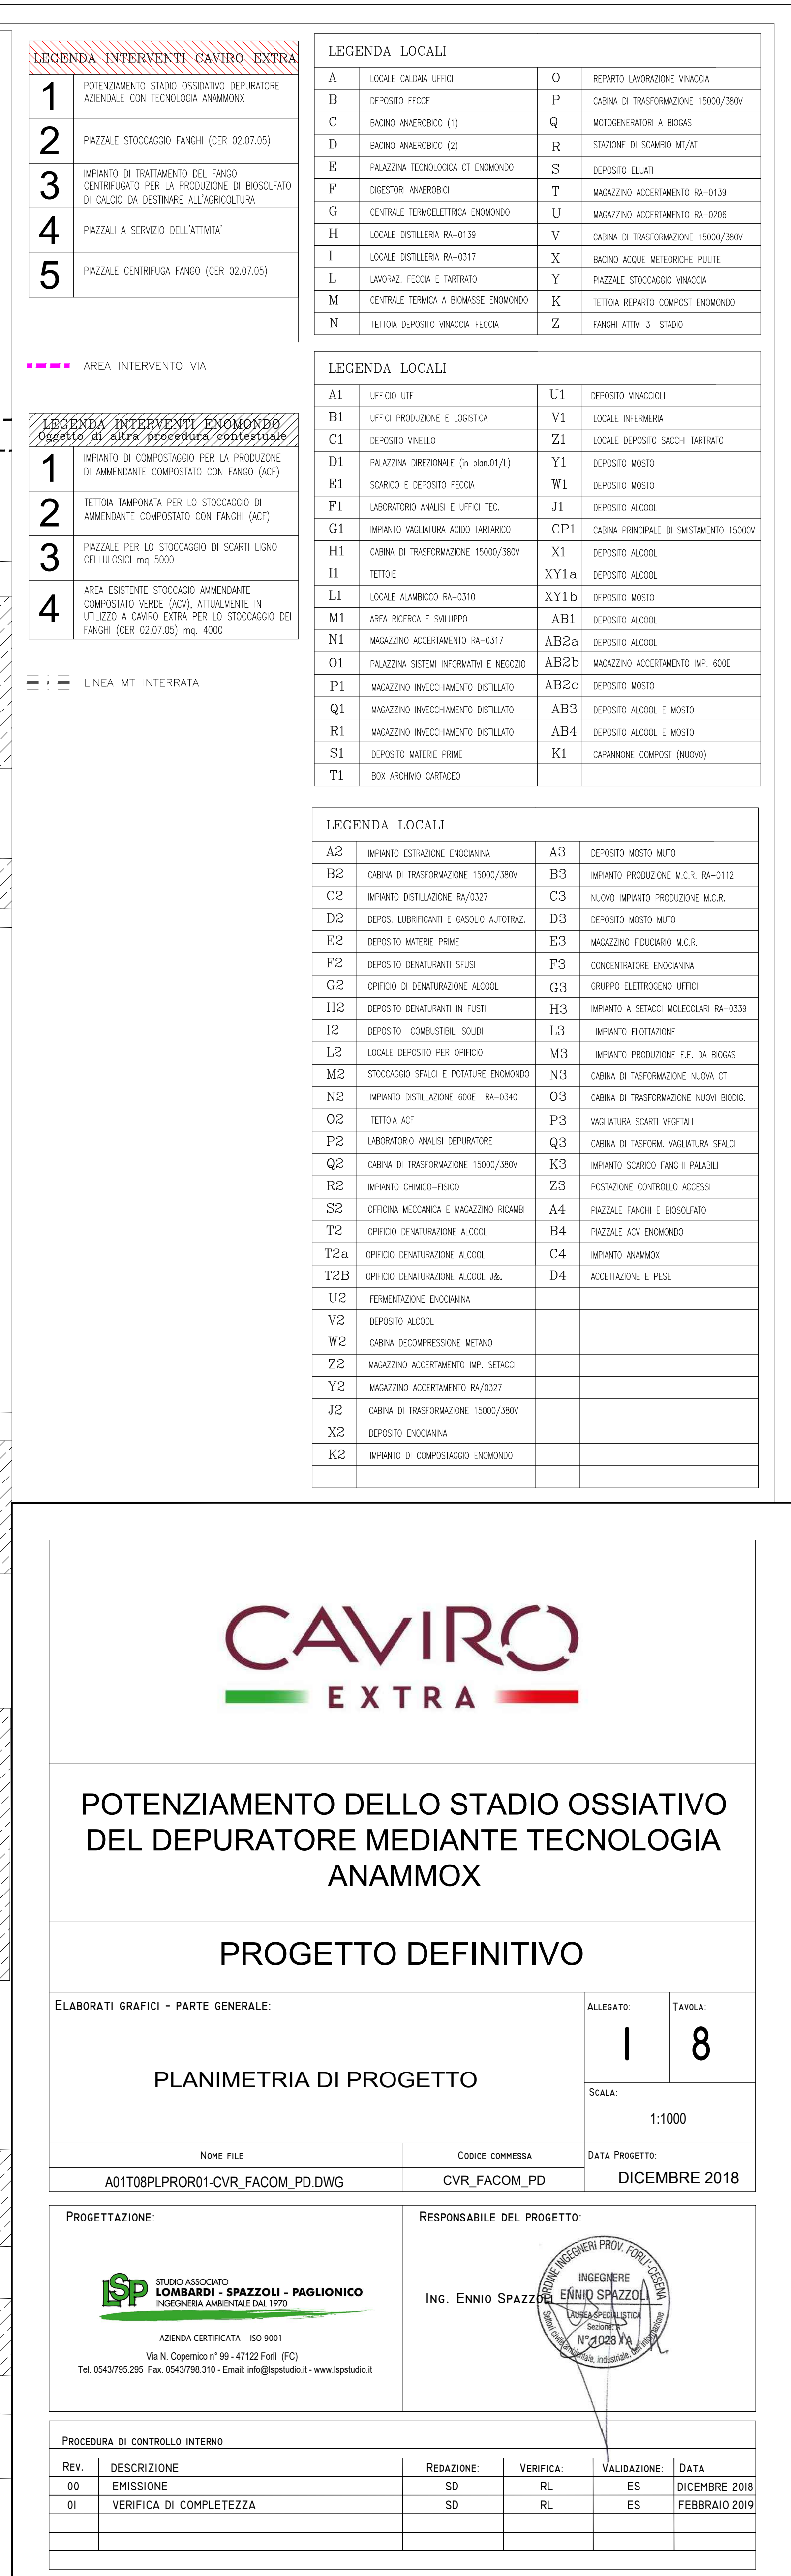 LEGENDA INTERVENTI CAVIRO EXTRA
1
POTENZIAMENTO STADIO OSSIDATIVO DEPURATORE
AZIENDALE CON TECNOLOGIA ANAMMONX
2
PIAZZALE STOCCAGGIO FANGHI (CER 02.07.05)
3
IMPIANTO DI TRATTAMENTO DEL FANGO
CENTRIFUGATO PER LA PRODUZIONE DI BIOSOLFATO
DI CALCIO DA DESTINARE ALL'AGRICOLTURA
4
PIAZZALI A SERVIZIO DELL'ATTIVITA'
5
PIAZZALE CENTRIFUGA FANGO (CER 02.07.05)
AREA INTERVENTO VIA
LEGENDA INTERVENTI ENOMONDO
Oggetto di altra procedura contestuale
1
IMPIANTO DI COMPOSTAGGIO PER LA PRODUZONE
DI AMMENDANTE COMPOSTATO CON FANGO (ACF)
2
TETTOIA TAMPONATA PER LO STOCCAGGIO DI
AMMENDANTE COMPOSTATO CON FANGHI (ACF)
3
PIAZZALE PER LO STOCCAGGIO DI SCARTI LIGNO
CELLULOSICI mq 5000
4
AREA ESISTENTE STOCCAGIO AMMENDANTE
COMPOSTATO VERDE (ACV), ATTUALMENTE IN
UTILIZZO A CAVIRO EXTRA PER LO STOCCAGGIO DEI
FANGHI (CER 02.07.05) mq. 4000
LINEA MT INTERRATA
LEGENDA LOCALI
A LOCALE CALDAIA UFFICI O REPARTO LAVORAZIONE VINACCIA
B DEPOSITO FECCE P CABINA DI TRASFORMAZIONE 15000/380V
C BACINO ANAEROBICO (1) Q MOTOGENERATORI A BIOGAS
D BACINO ANAEROBICO (2) R STAZIONE DI SCAMBIO MT/AT
E PALAZZINA TECNOLOGICA CT ENOMONDO S DEPOSITO ELUATI
F DIGESTORI ANAEROBICI T MAGAZZINO ACCERTAMENTO RA-0139
G CENTRALE TERMOELETTRICA ENOMONDO U MAGAZZINO ACCERTAMENTO RA-0206
H LOCALE DISTILLERIA RA-0139 V CABINA DI TRASFORMAZIONE 15000/380V
I LOCALE DISTILLERIA RA-0317 X BACINO ACQUE METEORICHE PULITE
L LAVORAZ. FECCIA E TARTRATO Y PIAZZALE STOCCAGGIO VINACCIA
M CENTRALE TERMICA A BIOMASSE ENOMONDO K TETTOIA REPARTO COMPOST ENOMONDO
N TETTOIA DEPOSITO VINACCIA-FECCIA Z FANGHI ATTIVI 3 STADIO
LEGENDA LOCALI
A1 UFFICIO UTF U1 DEPOSITO VINACCIOLI
B1 UFFICI PRODUZIONE E LOGISTICA V1 LOCALE INFERMERIA
C1 DEPOSITO VINELLO Z1 LOCALE DEPOSITO SACCHI TARTRATO
D1 PALAZZINA DIREZIONALE (in plan.01/L) Y1 DEPOSITO MOSTO
E1 SCARICO E DEPOSITO FECCIA W1 DEPOSITO MOSTO
F1 LABORATORIO ANALISI E UFFICI TEC. J1 DEPOSITO ALCOOL
G1 IMPIANTO VAGLIATURA ACIDO TARTARICO CP1 CABINA PRINCIPALE DI SMISTAMENTO 15000V
H1 CABINA DI TRASFORMAZIONE 15000/380V X1 DEPOSITO ALCOOL
I1 TETTOIE XY1a DEPOSITO ALCOOL
L1 LOCALE ALAMBICCO RA-0310 XY1b DEPOSITO MOSTO
M1 AREA RICERCA E SVILUPPO AB1 DEPOSITO ALCOOL
N1 MAGAZZINO ACCERTAMENTO RA-0317 AB2a DEPOSITO ALCOOL
O1 PALAZZINA SISTEMI INFORMATIVI E NEGOZIO AB2b MAGAZZINO ACCERTAMENTO IMP. 600E
P1 MAGAZZINO INVECCHIAMENTO DISTILLATO AB2c DEPOSITO MOSTO
Q1 MAGAZZINO INVECCHIAMENTO DISTILLATO AB3 DEPOSITO ALCOOL E MOSTO
R1 MAGAZZINO INVECCHIAMENTO DISTILLATO AB4 DEPOSITO ALCOOL E MOSTO
S1 DEPOSITO MATERIE PRIME K1 CAPANNONE COMPOST (NUOVO)
T1 BOX ARCHIVIO CARTACEO
LEGENDA LOCALI
A2 IMPIANTO ESTRAZIONE ENOCIANINA A3 DEPOSITO MOSTO MUTO
B2 CABINA DI TRASFORMAZIONE 15000/380V B3 IMPIANTO PRODUZIONE M.C.R. RA-0112
C2 IMPIANTO DISTILLAZIONE RA/0327 C3 NUOVO IMPIANTO PRODUZIONE M.C.R.
D2 DEPOS. LUBRIFICANTI E GASOLIO AUTOTRAZ. D3 DEPOSITO MOSTO MUTO
E2 DEPOSITO MATERIE PRIME E3 MAGAZZINO FIDUCIARIO M.C.R.
F2 DEPOSITO DENATURANTI SFUSI F3 CONCENTRATORE ENOCIANINA
G2 OPIFICIO DI DENATURAZIONE ALCOOL G3 GRUPPO ELETTROGENO UFFICI
H2 DEPOSITO DENATURANTI IN FUSTI H3 IMPIANTO A SETACCI MOLECOLARI RA-0339
I2 DEPOSITO COMBUSTIBILI SOLIDI L3 IMPIANTO FLOTTAZIONE
L2 LOCALE DEPOSITO PER OPIFICIO M3 IMPIANTO PRODUZIONE E.E. DA BIOGAS
M2 STOCCAGGIO SFALCI E POTATURE ENOMONDO N3 CABINA DI TASFORMAZIONE NUOVA CT
N2 IMPIANTO DISTILLAZIONE 600E RA-0340 O3 CABINA DI TRASFORMAZIONE NUOVI BIODIG.
O2 TETTOIA ACF P3 VAGLIATURA SCARTI VEGETALI
P2 LABORATORIO ANALISI DEPURATORE Q3 CABINA DI TASFORM. VAGLIATURA SFALCI
Q2 CABINA DI TRASFORMAZIONE 15000/380V K3 IMPIANTO SCARICO FANGHI PALABILI
R2 IMPIANTO CHIMICO-FISICO Z3 POSTAZIONE CONTROLLO ACCESSI
S2 OFFICINA MECCANICA E MAGAZZINO RICAMBI A4 PIAZZALE FANGHI E BIOSOLFATO
T2 OPIFICIO DENATURAZIONE ALCOOL B4 PIAZZALE ACV ENOMONDO
T2a OPIFICIO DENATURAZIONE ALCOOL C4 IMPIANTO ANAMMOX
T2B OPIFICIO DENATURAZIONE ALCOOL J&J D4 ACCETTAZIONE E PESE
U2 FERMENTAZIONE ENOCIANINA
V2 DEPOSITO ALCOOL
W2 CABINA DECOMPRESSIONE METANO
Z2 MAGAZZINO ACCERTAMENTO IMP. SETACCI
Y2 MAGAZZINO ACCERTAMENTO RA/0327
J2 CABINA DI TRASFORMAZIONE 15000/380V
X2 DEPOSITO ENOCIANINA
K2 IMPIANTO DI COMPOSTAGGIO ENOMONDO
CAVIRO
EXTRA
POTENZIAMENTO DELLO STADIO OSSIATIVO
DEL DEPURATORE MEDIANTE TECNOLOGIA
ANAMMOX
PROGETTO DEFINITIVO
ELABORATI GRAFICI - PARTE GENERALE:
PLANIMETRIA DI PROGETTO
ALLEGATO: TAVOLA:
1 8
SCALA:
1:1000
NOME FILE CODICE COMMESSA DATA PROGETTO:
A01T08PLPROR01-CVR_FACOM_PD.DWG CVR_FACOM_PD DICEMBRE 2018
PROGETTAZIONE:
LSP
STUDIO ASSOCIATO
LOMBARDI - SPAZZOLI - PAGLIONICO
INGEGNERIA AMBIENTALE DAL 1970
AZIENDA CERTIFICATA ISO 9001
Via N. Copernico n° 99 - 47122 Forlì (FC)
Tel. 0543/795.295 Fax. 0543/798.310 - Email: info@lspstudio.it - www.lspstudio.it
RESPONSABILE DEL PROGETTO:
ING. ENNIO SPAZZOLI
ORDINE INGEGNERI PROV. FORLI'-CESENA
INGEGNERE
ENNIO SPAZZOLI
LAUREA SPECIALISTICA
Sezione: A
N° 1028 A
PROCEDURA DI CONTROLLO INTERNO
REV. DESCRIZIONE REDAZIONE: VERIFICA: VALIDAZIONE: DATA
00 EMISSIONE SD RL ES DICEMBRE 2018
01 VERIFICA DI COMPLETEZZA SD RL ES FEBBRAIO 2019